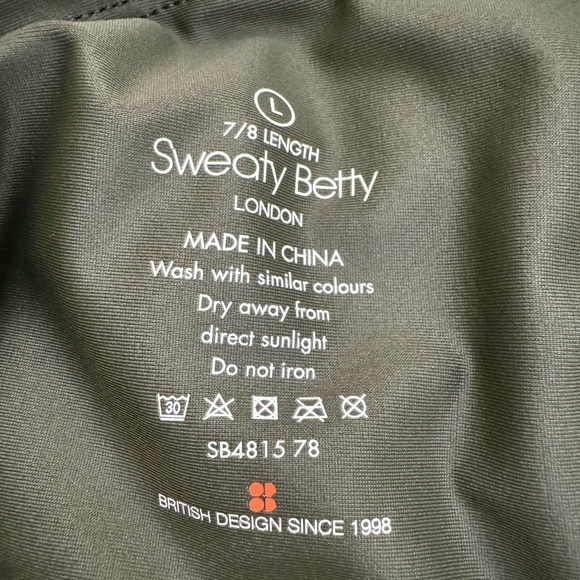 L
7/8 LENGTH
Sweaty Betty
LONDON
MADE IN CHINA
Wash with similar colours
Dry away from
direct sunlight
Do not iron
30
SB4815 78
BRITISH DESIGN SINCE 1998